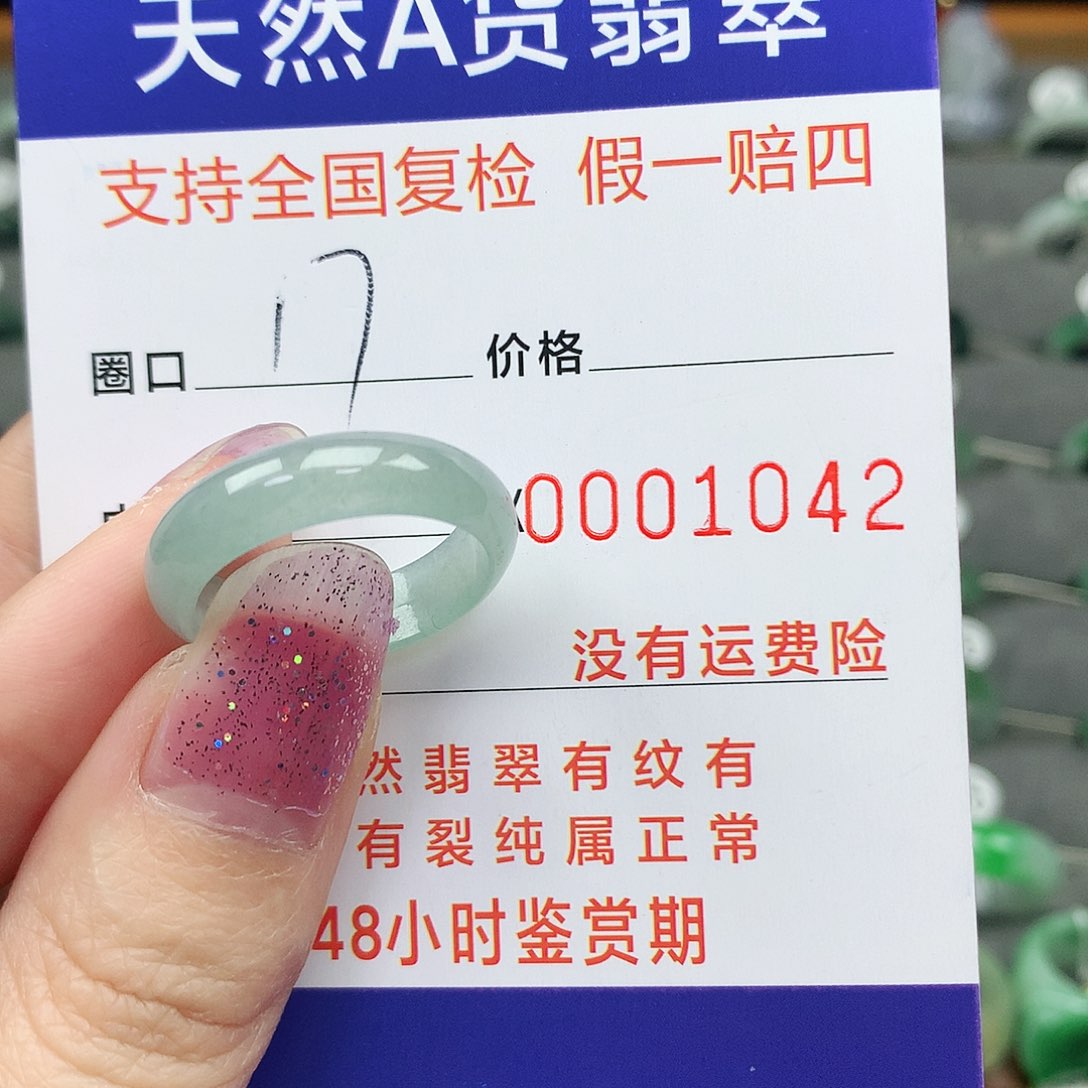 天然A货翡翠
支持全国复检 假一赔四
圈口 17 价格
0001042
没有运费险
然翡翠有纹有
有裂纯属正常
48小时鉴赏期